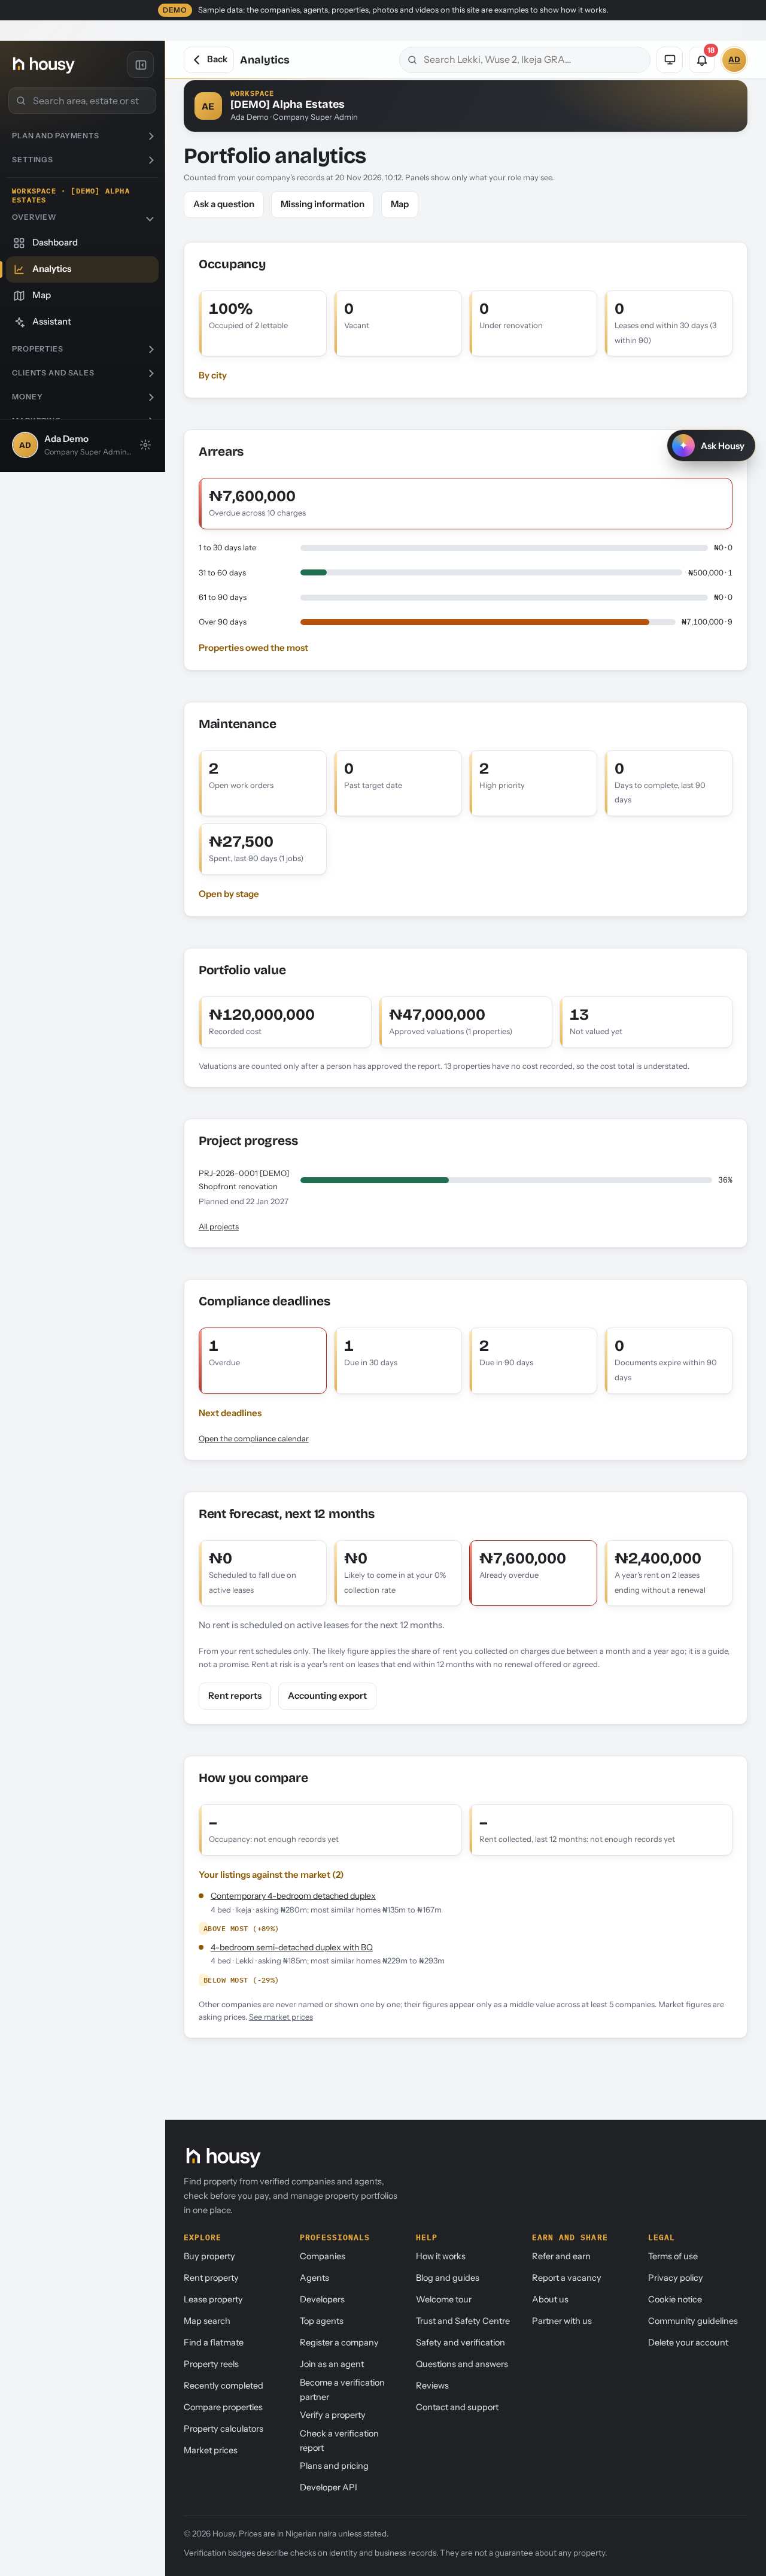 DEMO Sample data: the companies, agents, properties, photos and videos on this site are examples to show how it works.
housy
Search area, estate or st
PLAN AND PAYMENTS
SETTINGS
WORKSPACE · [DEMO] ALPHA
ESTATES
OVERVIEW
Dashboard
Analytics
Map
Assistant
PROPERTIES
CLIENTS AND SALES
MONEY
AD
Ada Demo
Company Super Admin...
Back
Analytics
Search Lekki, Wuse 2, Ikeja GRA...
18
AD
AE
WORKSPACE
[DEMO] Alpha Estates
Ada Demo · Company Super Admin
Portfolio analytics
Counted from your company's records at 20 Nov 2026, 10:12. Panels show only what your role may see.
Ask a question
Missing information
Map
Occupancy
100%
Occupied of 2 lettable
0
Vacant
0
Under renovation
0
Leases end within 30 days (3
within 90)
By city
Ask Housy
Arrears
₦7,600,000
Overdue across 10 charges
1 to 30 days late ₦0 · 0
31 to 60 days ₦500,000 · 1
61 to 90 days ₦0 · 0
Over 90 days ₦7,100,000 · 9
Properties owed the most
Maintenance
2
Open work orders
0
Past target date
2
High priority
0
Days to complete, last 90
days
₦27,500
Spent, last 90 days (1 jobs)
Open by stage
Portfolio value
₦120,000,000
Recorded cost
₦47,000,000
Approved valuations (1 properties)
13
Not valued yet
Valuations are counted only after a person has approved the report. 13 properties have no cost recorded, so the cost total is understated.
Project progress
PRJ-2026-0001 [DEMO]
Shopfront renovation
Planned end 22 Jan 2027
36%
All projects
Compliance deadlines
1
Overdue
1
Due in 30 days
2
Due in 90 days
0
Documents expire within 90
days
Next deadlines
Open the compliance calendar
Rent forecast, next 12 months
₦0
Scheduled to fall due on
active leases
₦0
Likely to come in at your 0%
collection rate
₦7,600,000
Already overdue
₦2,400,000
A year's rent on 2 leases
ending without a renewal
No rent is scheduled on active leases for the next 12 months.
From your rent schedules only. The likely figure applies the share of rent you collected on charges due between a month and a year ago; it is a guide,
not a promise. Rent at risk is a year's rent on leases that end within 12 months with no renewal offered or agreed.
Rent reports
Accounting export
How you compare
–
Occupancy: not enough records yet
–
Rent collected, last 12 months: not enough records yet
Your listings against the market (2)
Contemporary 4-bedroom detached duplex
4 bed · Ikeja · asking ₦280m; most similar homes ₦135m to ₦167m
ABOVE MOST (+89%)
4-bedroom semi-detached duplex with BQ
4 bed · Lekki · asking ₦185m; most similar homes ₦229m to ₦293m
BELOW MOST (-29%)
Other companies are never named or shown one by one; their figures appear only as a middle value across at least 5 companies. Market figures are
asking prices. See market prices
housy
Find property from verified companies and agents,
check before you pay, and manage property portfolios
in one place.
EXPLORE
Buy property
Rent property
Lease property
Map search
Find a flatmate
Property reels
Recently completed
Compare properties
Property calculators
Market prices
PROFESSIONALS
Companies
Agents
Developers
Top agents
Register a company
Join as an agent
Become a verification
partner
Verify a property
Check a verification
report
Plans and pricing
Developer API
HELP
How it works
Blog and guides
Welcome tour
Trust and Safety Centre
Safety and verification
Questions and answers
Reviews
Contact and support
EARN AND SHARE
Refer and earn
Report a vacancy
About us
Partner with us
LEGAL
Terms of use
Privacy policy
Cookie notice
Community guidelines
Delete your account
© 2026 Housy. Prices are in Nigerian naira unless stated.
Verification badges describe checks on identity and business records. They are not a guarantee about any property.